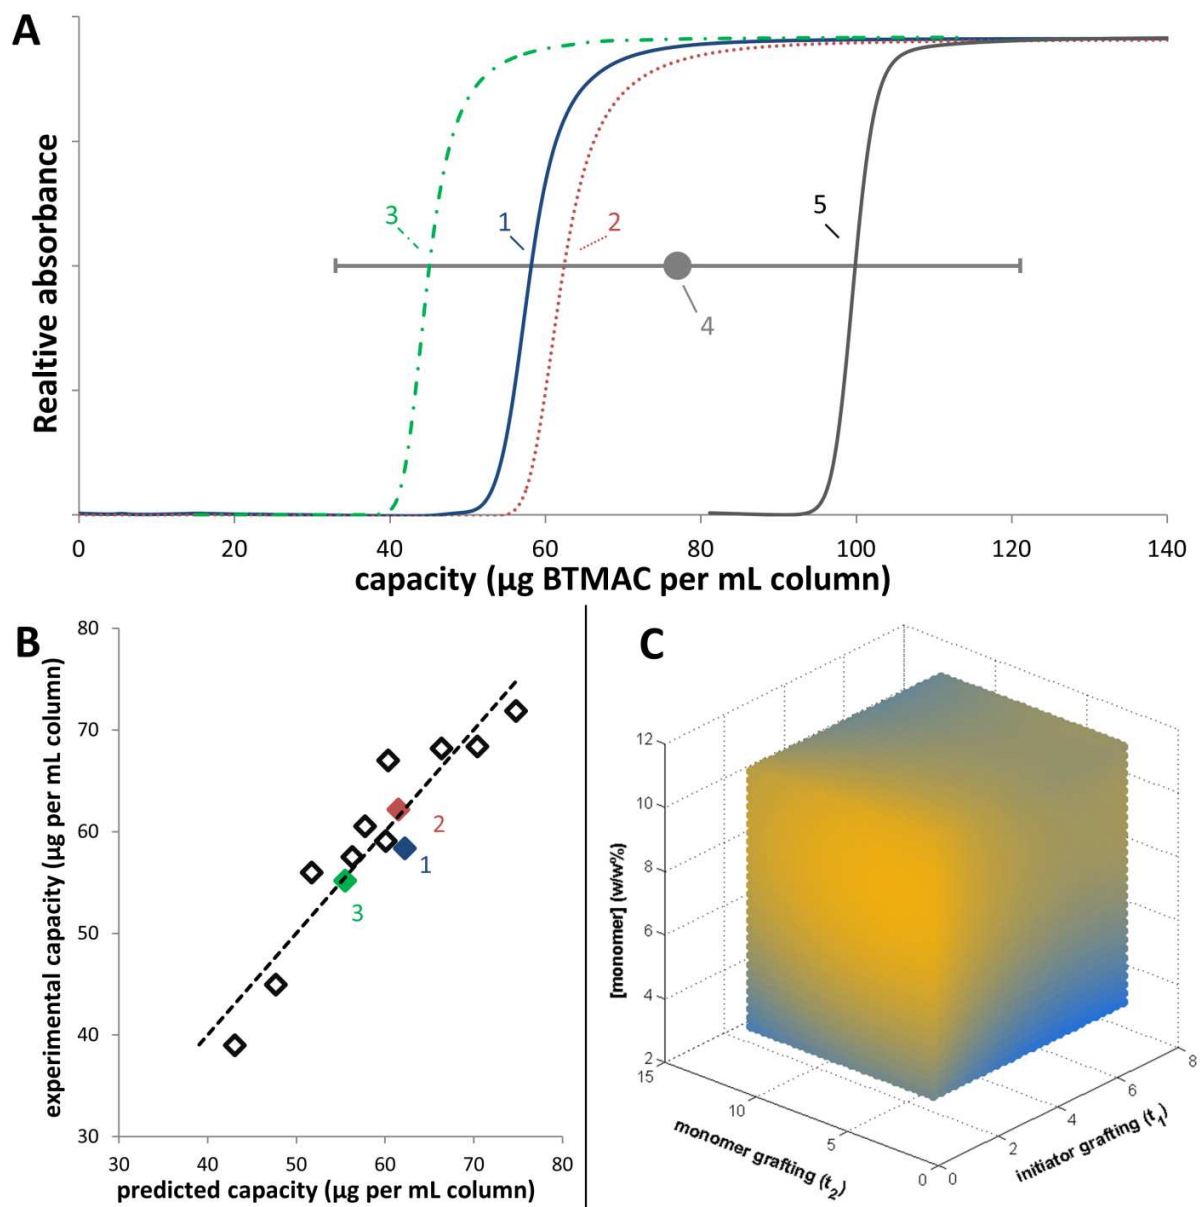 A
Realtive absorbance
3
1
2
5
4
0 20 40 60 80 100 120 140
capacity (µg BTMAC per mL column)
B
experimental capacity (µg per mL column)
80
70
60
50
40
30
2
1
3
30 40 50 60 70 80
predicted capacity (µg per mL column)
C
[monomer] (w/w%)
12
10
8
6
4
2
15
10
5
0
monomer grafting (t2)
0
2
4
6
8
initiator grafting (t1)